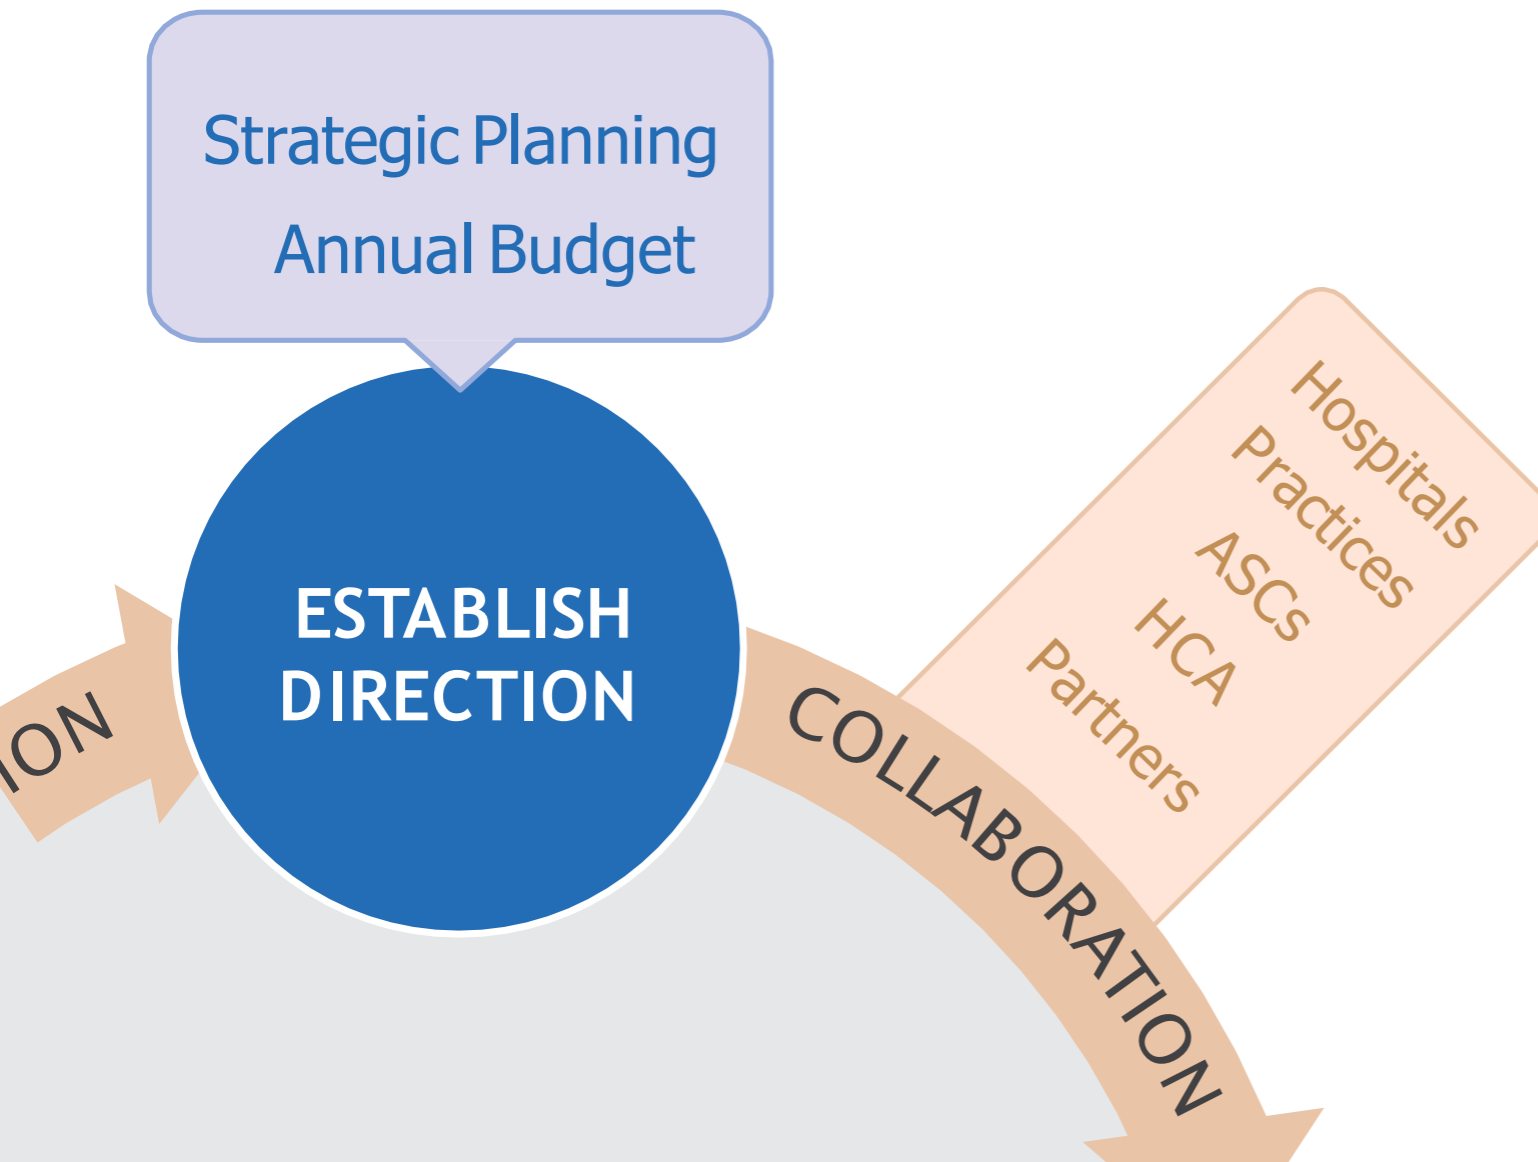 Strategic Planning
Annual Budget
ESTABLISH
DIRECTION
ION
COLLABORATION
Hospitals
Practices
ASCs
HCA
Partners